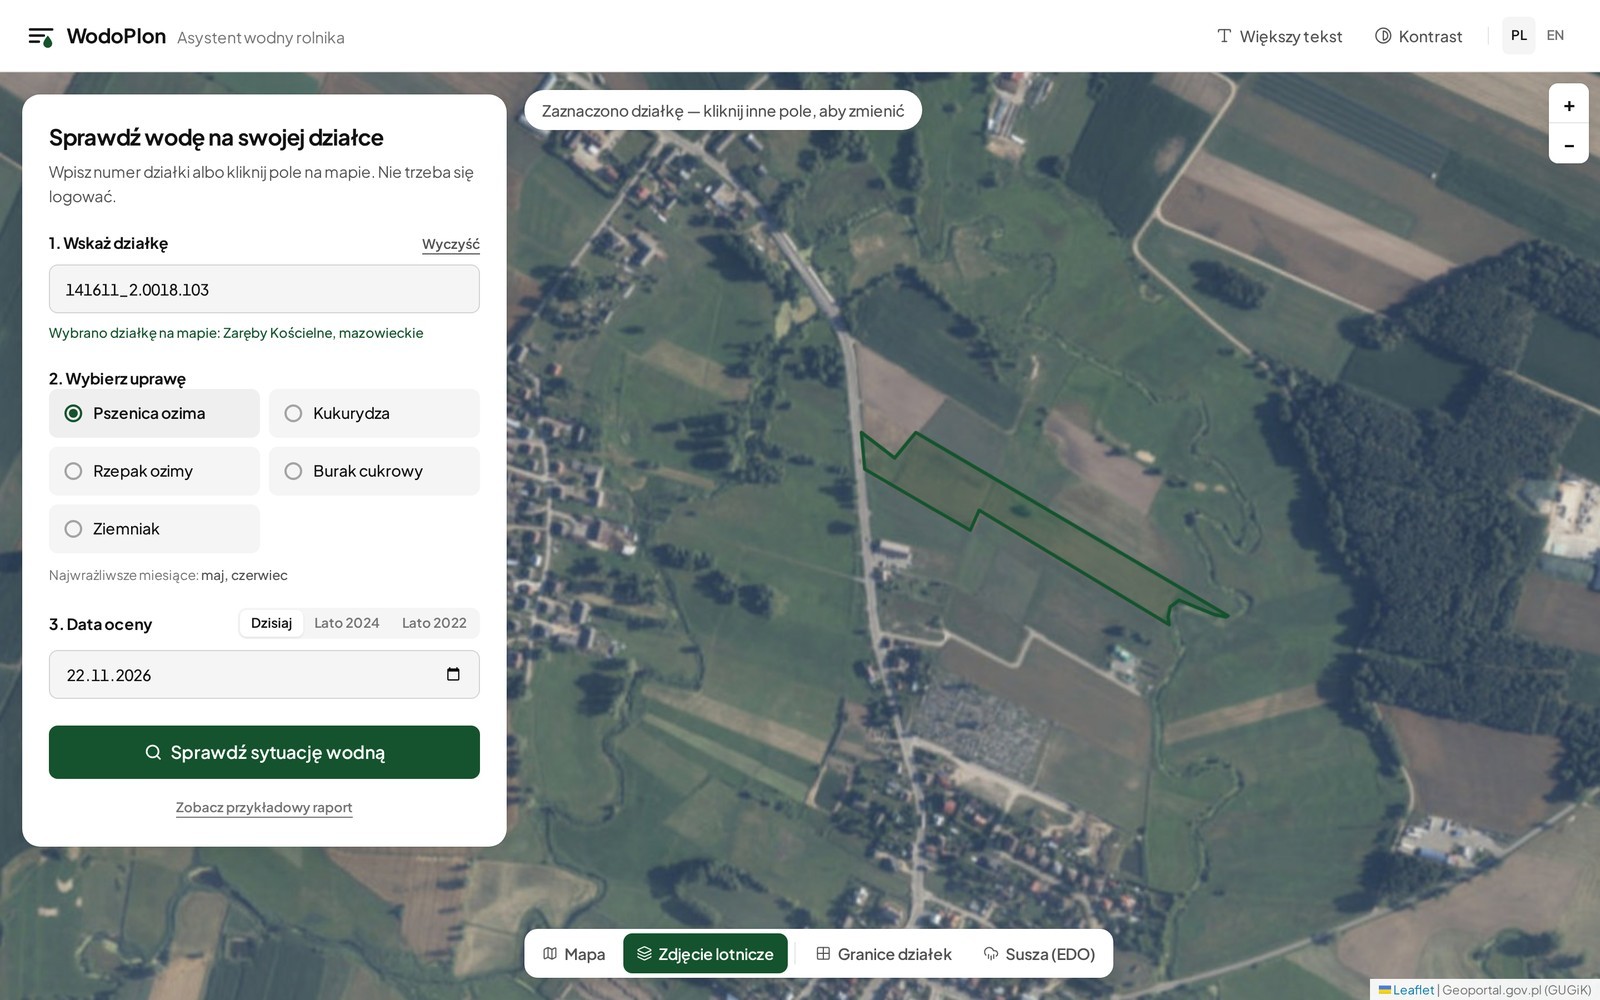 WodoPlon Asystent wodny rolnika
Większy tekst
Kontrast
PL
EN
Zaznaczono działkę — kliknij inne pole, aby zmienić
+
−
Sprawdź wodę na swojej działce
Wpisz numer działki albo kliknij pole na mapie. Nie trzeba się
logować.
1. Wskaż działkę
Wyczyść
141611_2.0018.103
Wybrano działkę na mapie: Zaręby Kościelne, mazowieckie
2. Wybierz uprawę
Pszenica ozima
Kukurydza
Rzepak ozimy
Burak cukrowy
Ziemniak
Najwrażliwsze miesiące: maj, czerwiec
3. Data oceny
Dzisiaj
Lato 2024
Lato 2022
22.11.2026
Sprawdź sytuację wodną
Zobacz przykładowy raport
Mapa
Zdjęcie lotnicze
Granice działek
Susza (EDO)
Leaflet | Geoportal.gov.pl (GUGiK)